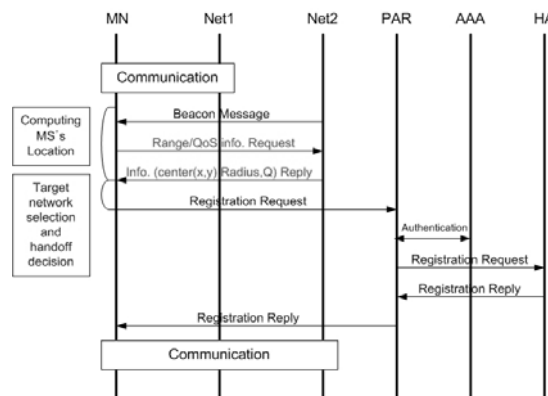 MN Net1 Net2 PAR AAA HA
Communication
Beacon Message
Computing
MS`s
Location
Range/QoS info. Request
Info. (center(x,y) Radius,Q) Reply
Target
network
selection
and
handoff
decision
Registration Request
Authentication
Registration Request
Registration Reply
Registration Reply
Communication